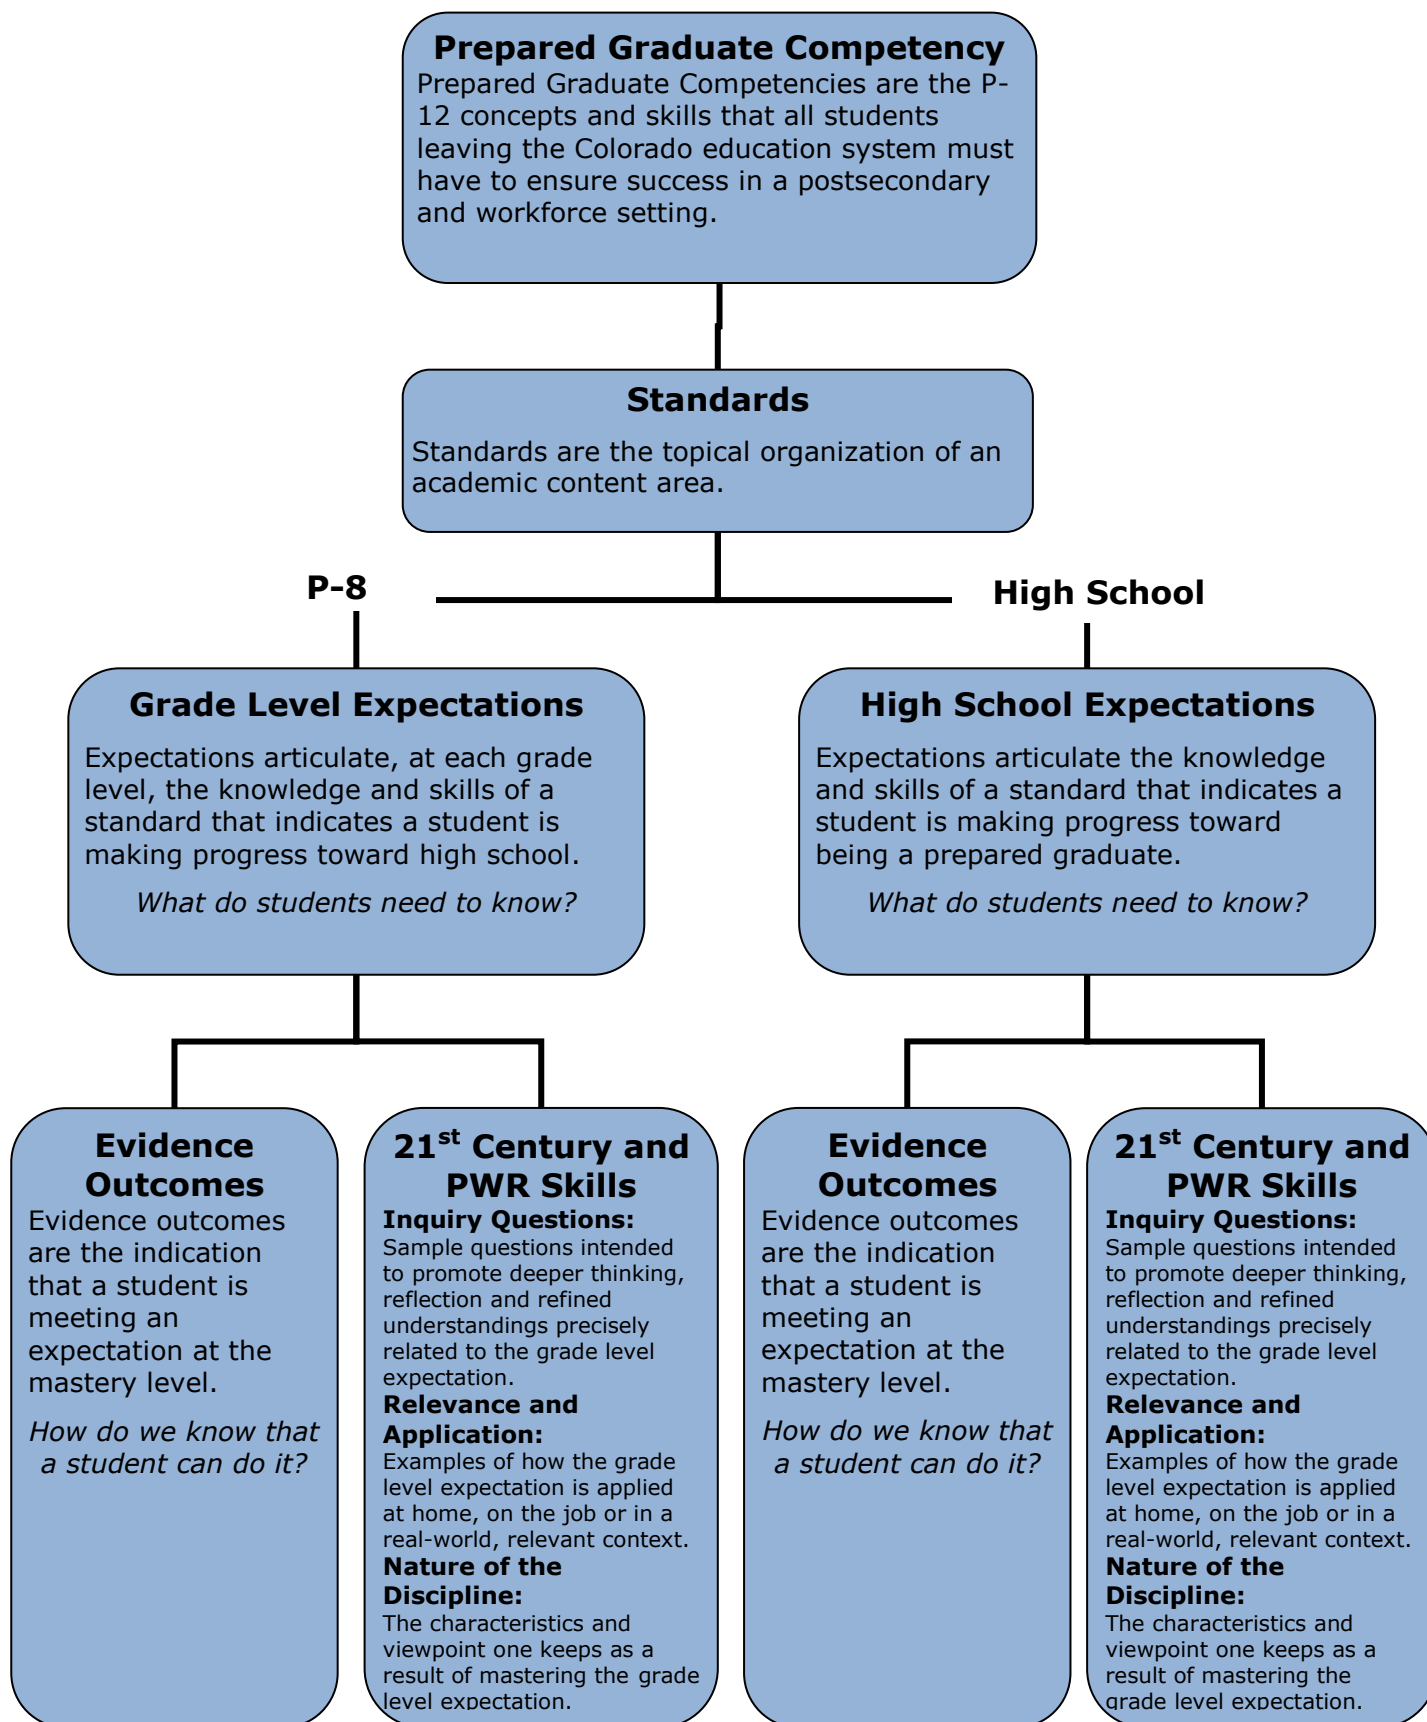 Prepared Graduate Competency
Prepared Graduate Competencies are the P-
12 concepts and skills that all students
leaving the Colorado education system must
have to ensure success in a postsecondary
and workforce setting.
Standards
Standards are the topical organization of an
academic content area.
P-8
High School
Grade Level Expectations
Expectations articulate, at each grade
level, the knowledge and skills of a
standard that indicates a student is
making progress toward high school.
What do students need to know?
High School Expectations
Expectations articulate the knowledge
and skills of a standard that indicates a
student is making progress toward
being a prepared graduate.
What do students need to know?
Evidence
Outcomes
Evidence outcomes
are the indication
that a student is
meeting an
expectation at the
mastery level.
How do we know that
a student can do it?
21st Century and
PWR Skills
Inquiry Questions:
Sample questions intended
to promote deeper thinking,
reflection and refined
understandings precisely
related to the grade level
expectation.
Relevance and
Application:
Examples of how the grade
level expectation is applied
at home, on the job or in a
real-world, relevant context.
Nature of the
Discipline:
The characteristics and
viewpoint one keeps as a
result of mastering the grade
level expectation.
Evidence
Outcomes
Evidence outcomes
are the indication
that a student is
meeting an
expectation at the
mastery level.
How do we know that
a student can do it?
21st Century and
PWR Skills
Inquiry Questions:
Sample questions intended
to promote deeper thinking,
reflection and refined
understandings precisely
related to the grade level
expectation.
Relevance and
Application:
Examples of how the grade
level expectation is applied
at home, on the job or in a
real-world, relevant context.
Nature of the
Discipline:
The characteristics and
viewpoint one keeps as a
result of mastering the
grade level expectation.